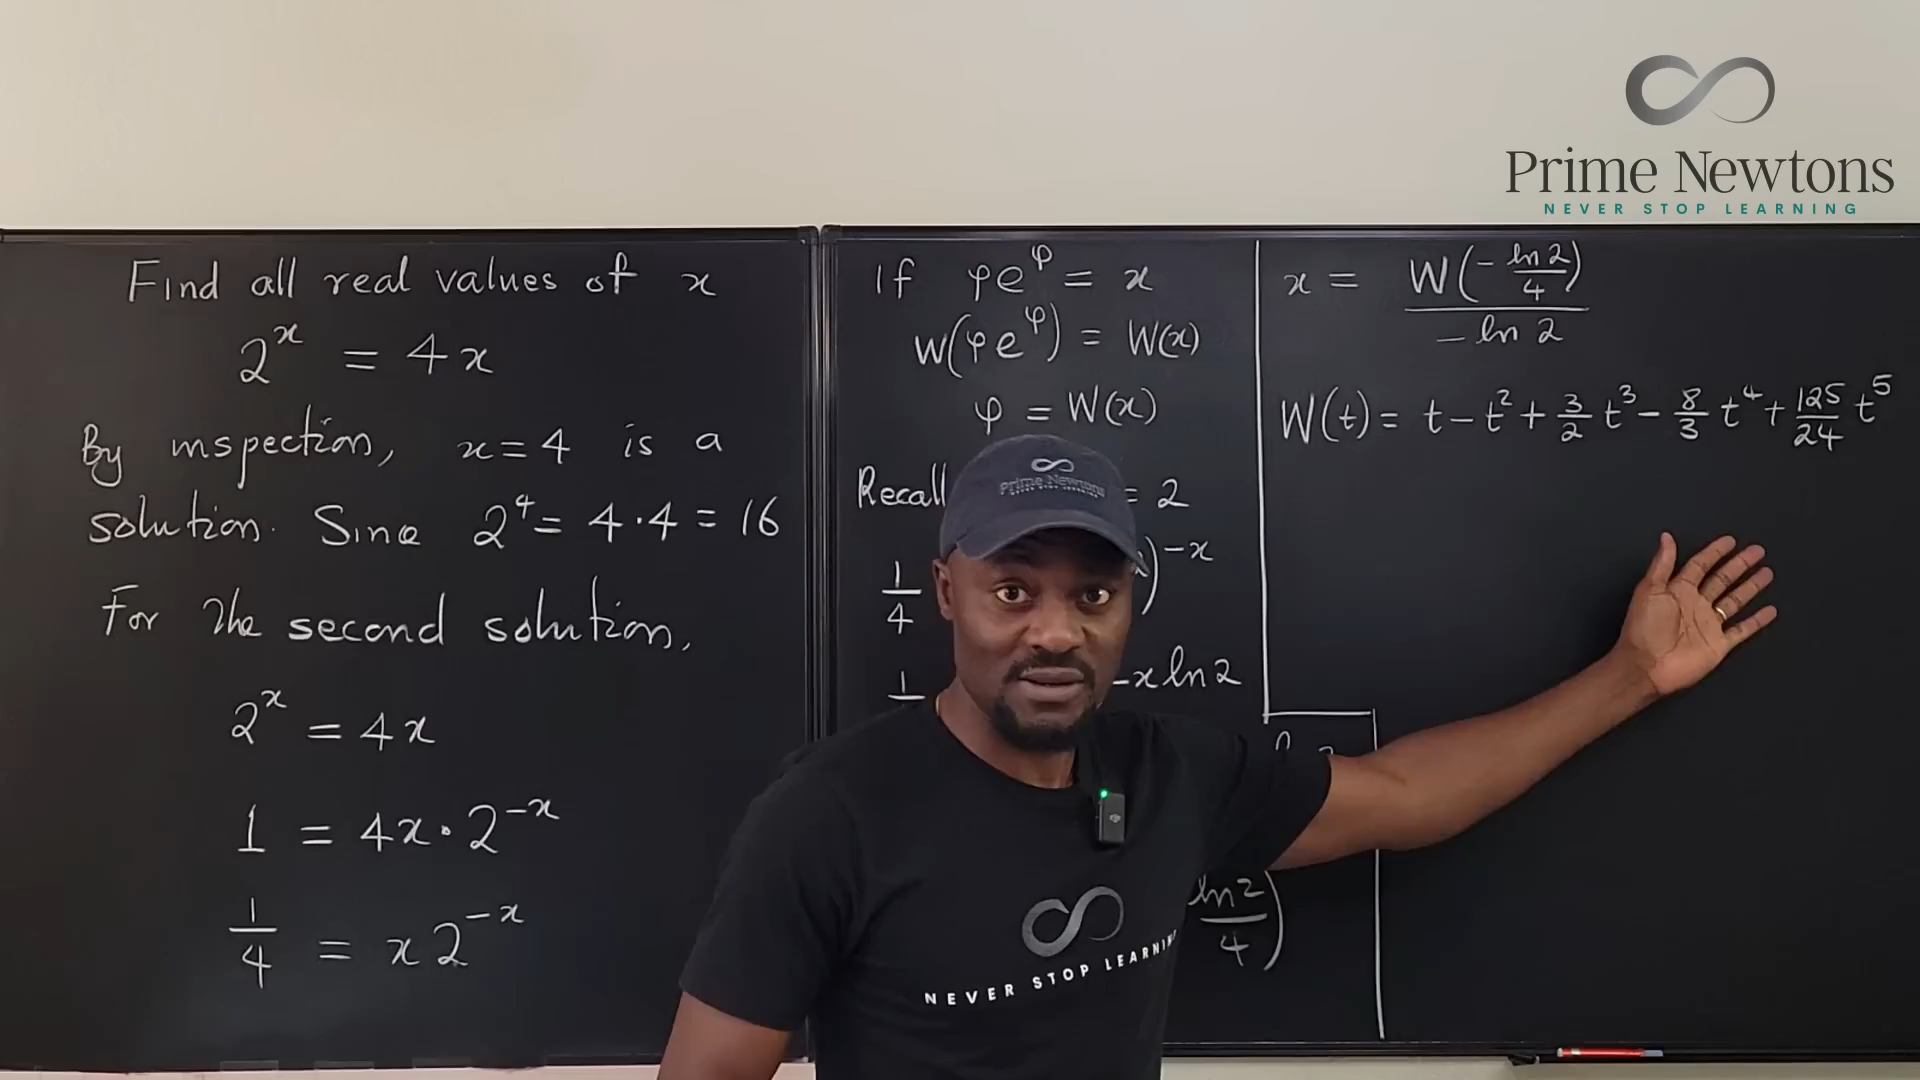 Prime Newtons
NEVER STOP LEARNING
Find all real values of x
2^x = 4x
By inspection, x = 4 is a
solution. Since 2^4 = 4·4 = 16
For the second solution,
2^x = 4x
1 = 4x·2^-x
1/4 = x2^-x
If φe^φ = x
W(φe^φ) = W(x)
φ = W(x)
Recall = 2
1/4 )^-x
-xln2
ln2/4)
x = W(-ln2/4) / -ln2
W(t) = t - t^2 + 3/2 t^3 - 8/3 t^4 + 125/24 t^5
Prime Newtons
NEVER STOP LEARNIN